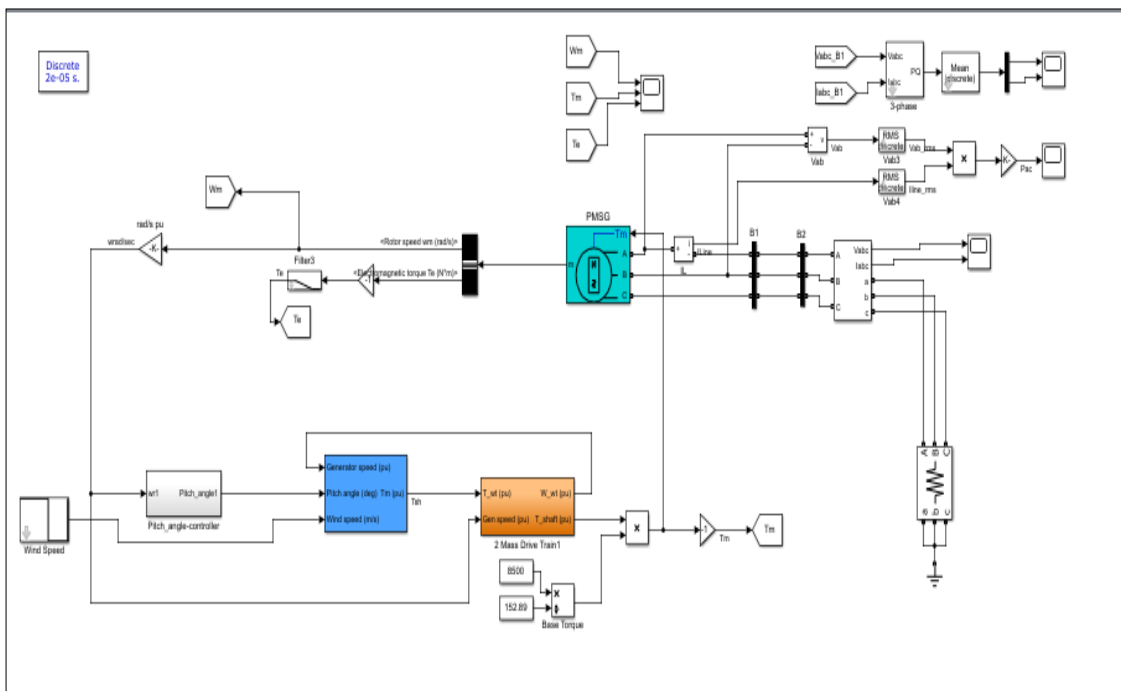 Discrete
2e-05 s.
Wm
Tm
Te
Vabc_B1
Iabc_B1
Vabc
Iabc
PQ
3-phase
Mean
(discrete)
+
-
v
Vab
Vab
RMS
discrete
Vab3
Vab_rms
RMS
discrete
Vab4
Iline_rms
×
-K-
Pac
Wm
rad/s pu
wrad/sec
-K-
<Rotor speed wm (rad/s)>
Filter3
Te
-1
<Electromagnetic torque Te (N*m)>
Te
PMSG
Tm
m
A
B
C
i
+
-
ILine
IL
B1
B2
A
B
C
Vabc
Iabc
a
b
c
Wind Speed
wr1
Pitch_angle1
Pitch_angle-controller
Generator speed (pu)
Pitch angle (deg)
Tm (pu)
Wind speed (m/s)
Tsh
T_wt (pu)
W_wt (pu)
Gen speed (pu)
T_shaft (pu)
2 Mass Drive Train1
×
-1
Tm
Tm
8500
152.89
Base Torque
A
B
C
a
b
c